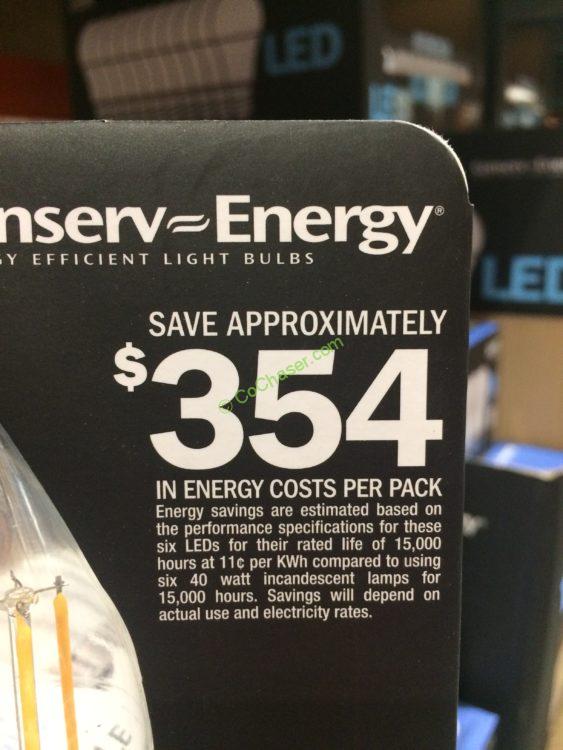 LED
nserv≈Energy®
GY EFFICIENT LIGHT BULBS
LED
SAVE APPROXIMATELY
$354
© CoChaser.com
IN ENERGY COSTS PER PACK
Energy savings are estimated based on
the performance specifications for these
six LEDs for their rated life of 15,000
hours at 11¢ per KWh compared to using
six 40 watt incandescent lamps for
15,000 hours. Savings will depend on
actual use and electricity rates.